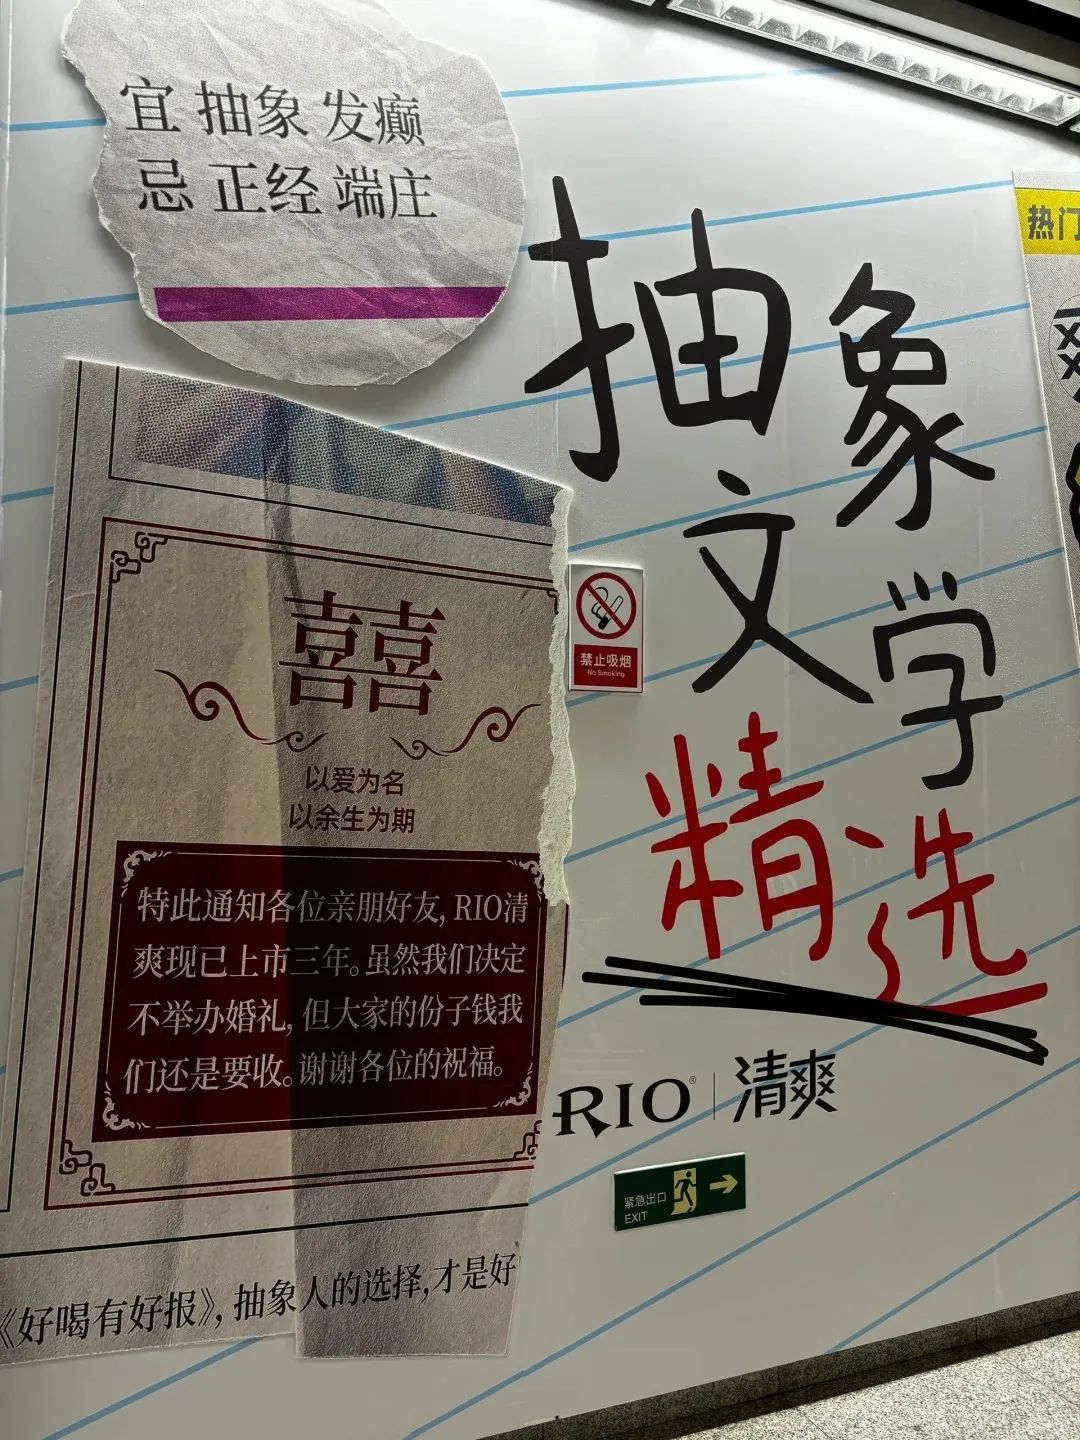 宜 抽象 发癫
忌 正经 端庄
抽象
文学
精选
热门
囍
以爱为名
以余生为期
特此通知各位亲朋好友, RIO清
爽现已上市三年。虽然我们决定
不举办婚礼, 但大家的份子钱我
们还是要收。谢谢各位的祝福。
禁止吸烟
No Smoking
RIO® | 清爽
紧急出口
EXIT
《好喝有好报》, 抽象人的选择, 才是好